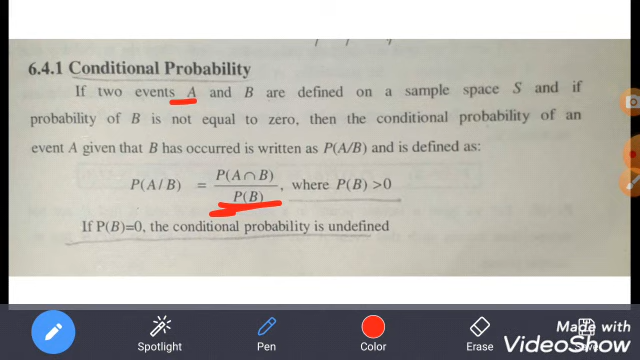 6.4.1 Conditional Probability
If two events A and B are defined on a sample space S and if
probability of B is not equal to zero, then the conditional probability of an
event A given that B has occurred is written as P(A/B) and is defined as:
P(A/B) = P(A∩B) / P(B), where P(B) >0
If P(B)=0, the conditional probability is undefined
Spotlight Pen Color Erase
Made with
VideoShow